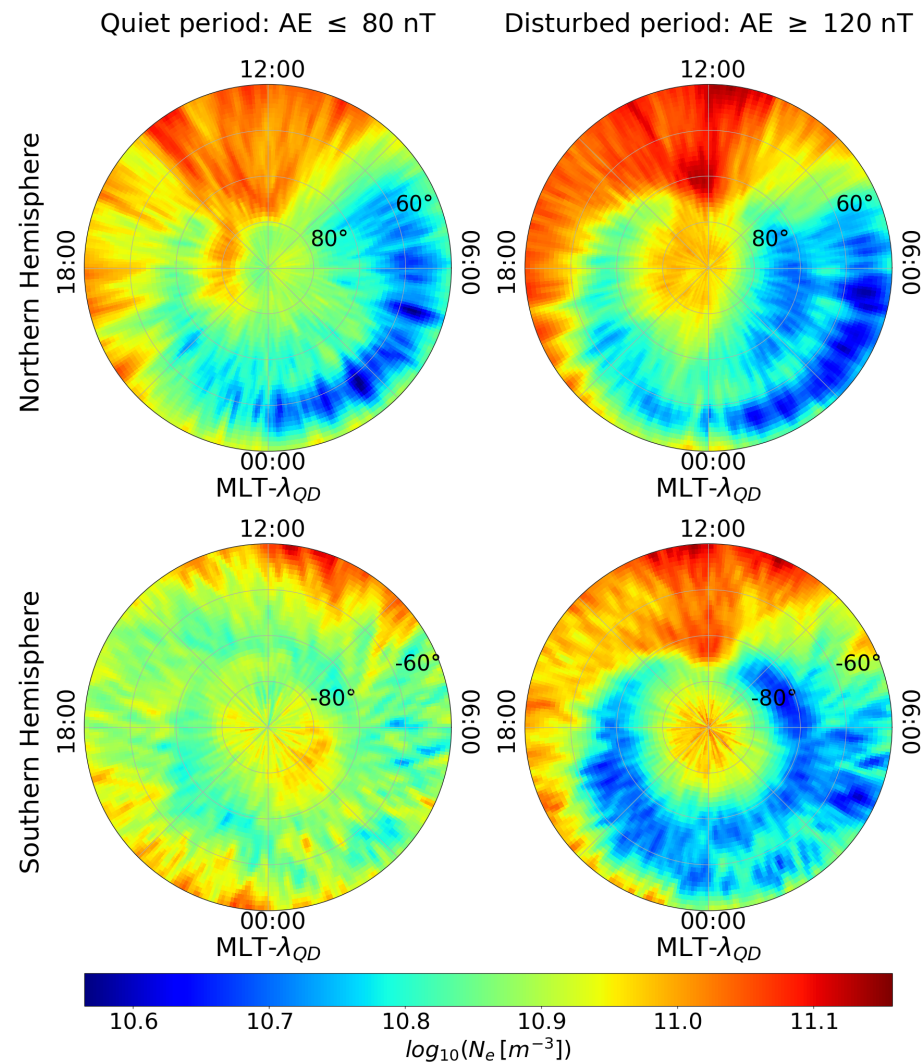 Quiet period: AE ≤ 80 nT
Disturbed period: AE ≥ 120 nT
Northern Hemisphere
12:00
60°
80°
18:00
06:00
00:00
MLT-λQD
12:00
60°
80°
18:00
06:00
00:00
MLT-λQD
Southern Hemisphere
12:00
-60°
-80°
18:00
06:00
00:00
MLT-λQD
12:00
-60°
-80°
18:00
06:00
00:00
MLT-λQD
10.6 10.7 10.8 10.9 11.0 11.1
log10(Ne [m−3])